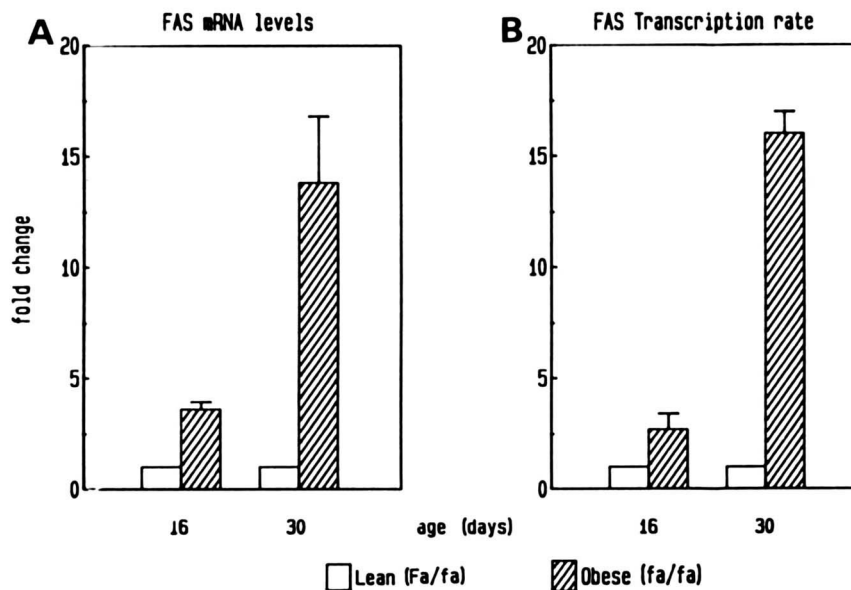 A
FAS mRNA levels
20
15
10
5
0
fold change
16
30
B
FAS Transcription rate
20
15
10
5
0
16
30
age (days)
Lean (Fa/fa)
Obese (fa/fa)